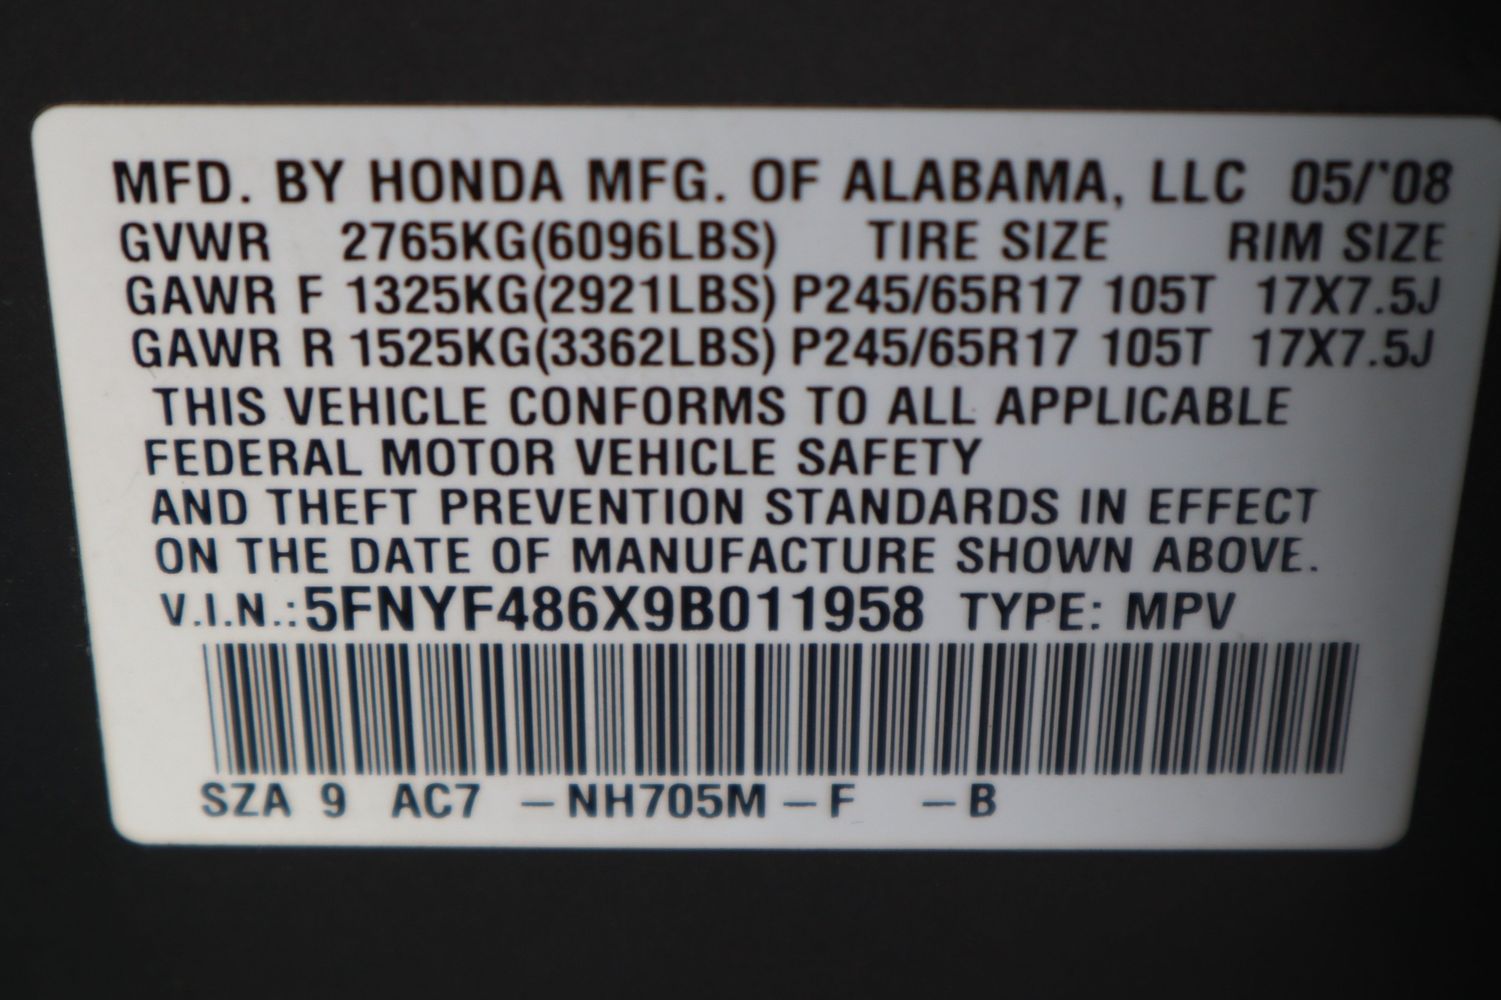 MFD. BY HONDA MFG. OF ALABAMA, LLC 05/'08
GVWR 2765KG(6096LBS) TIRE SIZE RIM SIZE
GAWR F 1325KG(2921LBS) P245/65R17 105T 17X7.5J
GAWR R 1525KG(3362LBS) P245/65R17 105T 17X7.5J
THIS VEHICLE CONFORMS TO ALL APPLICABLE
FEDERAL MOTOR VEHICLE SAFETY
AND THEFT PREVENTION STANDARDS IN EFFECT
ON THE DATE OF MANUFACTURE SHOWN ABOVE.
V.I.N.:5FNYF486X9B011958 TYPE: MPV
SZA 9 AC7 –NH705M–F –B